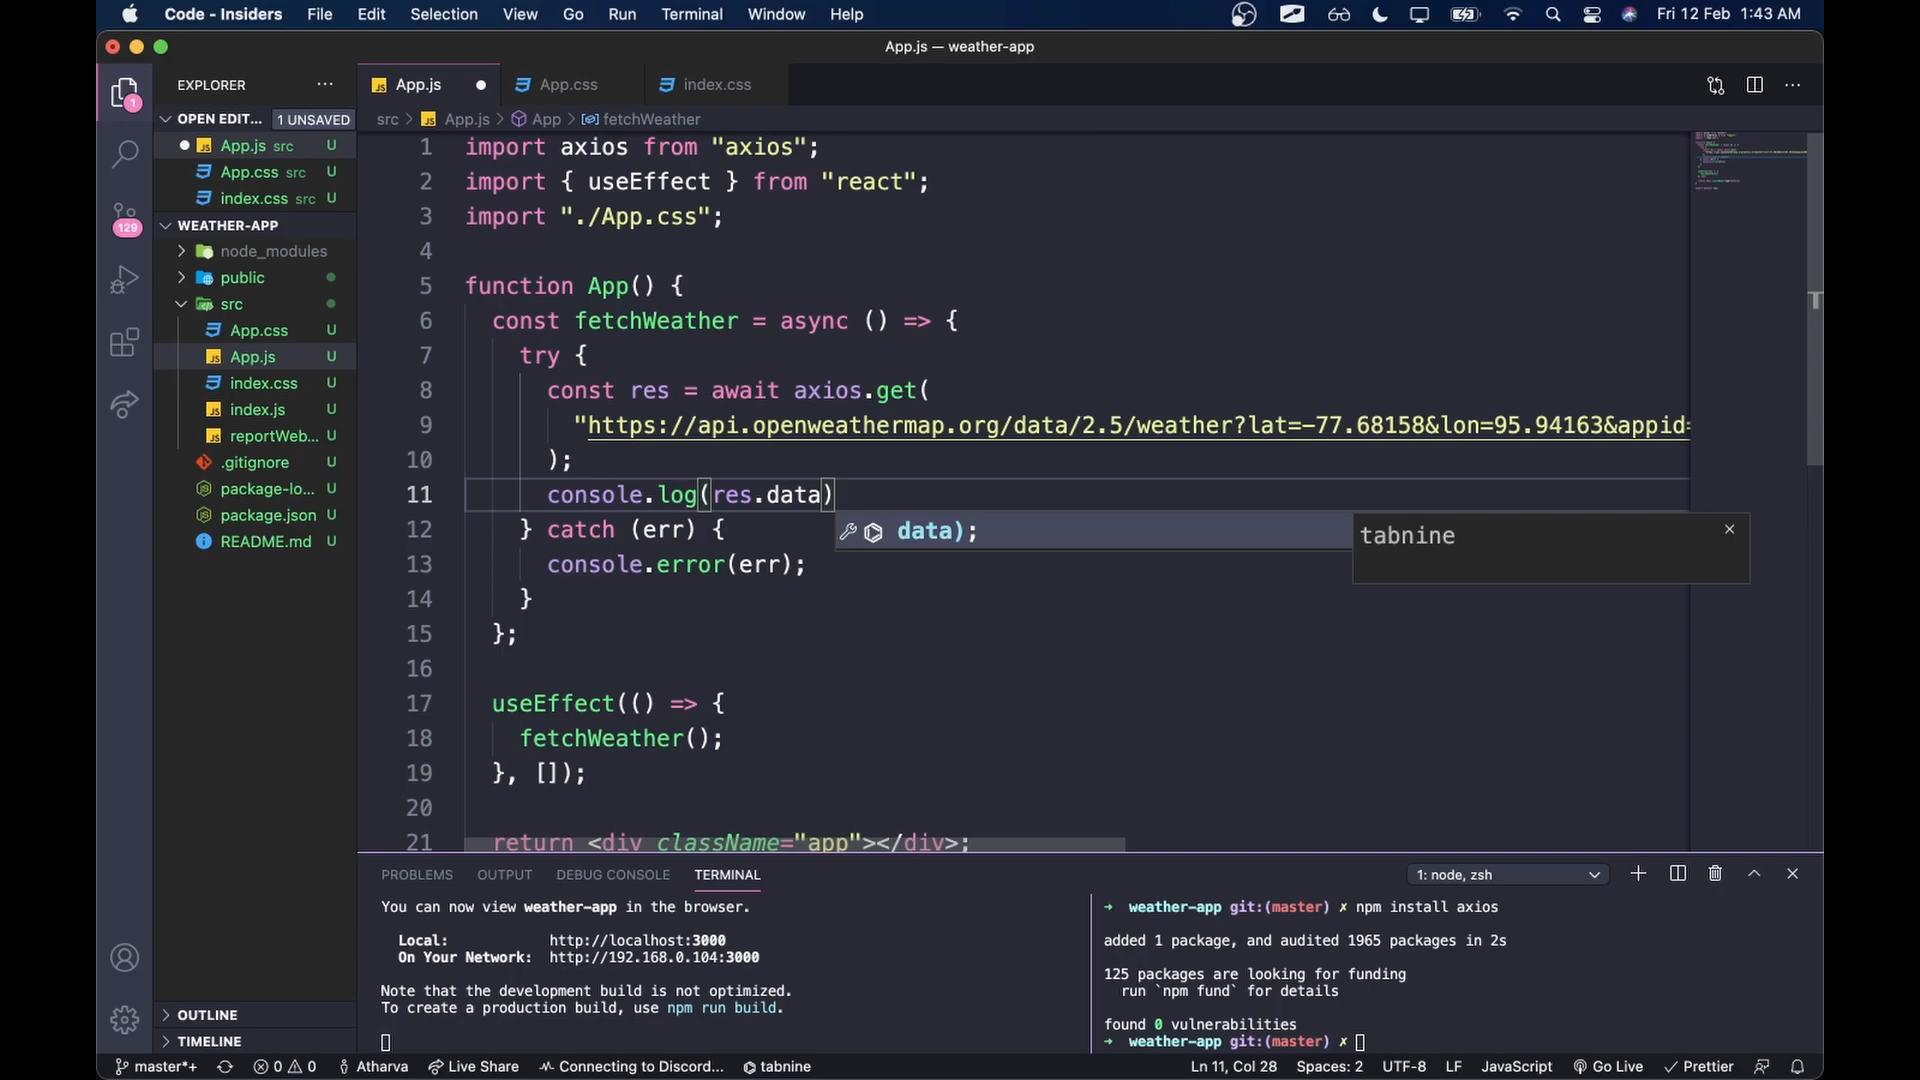 Code - Insiders File Edit Selection View Go Run Terminal Window Help Fri 12 Feb 1:43 AM
App.js — weather-app
EXPLORER
App.js App.css index.css
OPEN EDIT... 1 UNSAVED
src App.js App fetchWeather
App.js src U
App.css src U
index.css src U
WEATHER-APP
node_modules
public
src
App.css U
App.js U
index.css U
index.js U
reportWeb... U
.gitignore U
package-lo... U
package.json U
README.md U
OUTLINE
TIMELINE
1
129
1 import axios from "axios";
2 import { useEffect } from "react";
3 import "./App.css";
4
5 function App() {
6 const fetchWeather = async () => {
7 try {
8 const res = await axios.get(
9 "https://api.openweathermap.org/data/2.5/weather?lat=-77.68158&lon=95.94163&appid=
10 );
11 console.log(res.data)
data);
tabnine
12 } catch (err) {
13 console.error(err);
14 }
15 };
16
17 useEffect(() => {
18 fetchWeather();
19 }, []);
20
21 return <div className="app"></div>;
PROBLEMS OUTPUT DEBUG CONSOLE TERMINAL 1: node, zsh
You can now view weather-app in the browser.
Local: http://localhost:3000
On Your Network: http://192.168.0.104:3000
Note that the development build is not optimized.
To create a production build, use npm run build.
➜ weather-app git:(master) ✗ npm install axios
added 1 package, and audited 1965 packages in 2s
125 packages are looking for funding
run `npm fund` for details
found 0 vulnerabilities
➜ weather-app git:(master) ✗
master*+ 0 0 Atharva Live Share Connecting to Discord... tabnine Ln 11, Col 28 Spaces: 2 UTF-8 LF JavaScript Go Live Prettier